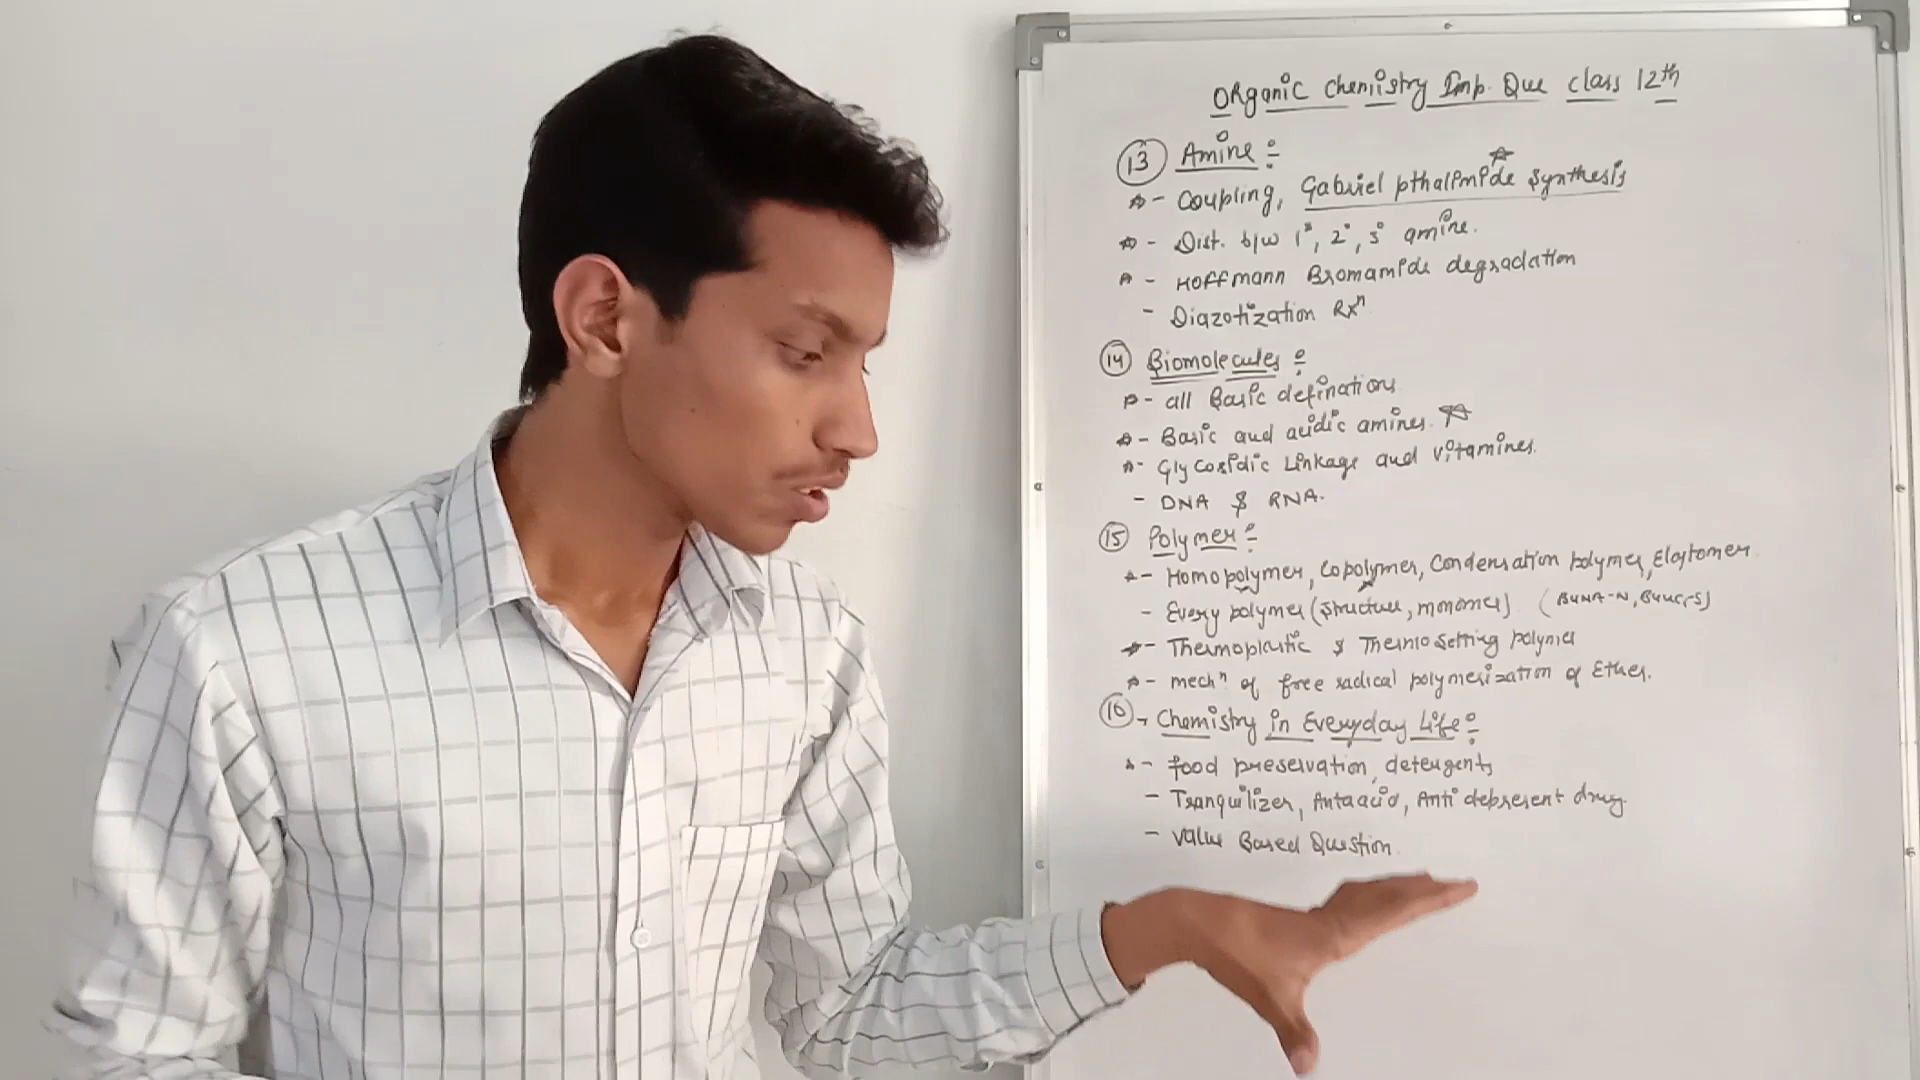 Organic Chemistry Imp. Que class 12th
13 Amine :-
- Coupling, Gabriel pthalimide synthesis
- Dist. b/w 1°, 2°, 3° amine.
- Hoffmann Bromamide degradation
- Diazotization Rxn
14 Biomolecules :-
- all Basic definations
- Basic and acidic amines.
- Glycosidic Linkage and vitamines.
- DNA & RNA.
15 Polymer :-
- Homopolymer, Copolymer, Condensation polymer, Elastomer
- Every polymer (structure, monomer) (BUNA-N, BUNA-S)
- Thermoplastic & Thermosetting polymer
- mechn of free radical polymerization of Ether.
16 - Chemistry in Everyday Life :-
- food preservation, detergents
- Tranquilizer, Antaacid, Anti depresent drug.
- Value Based Question.